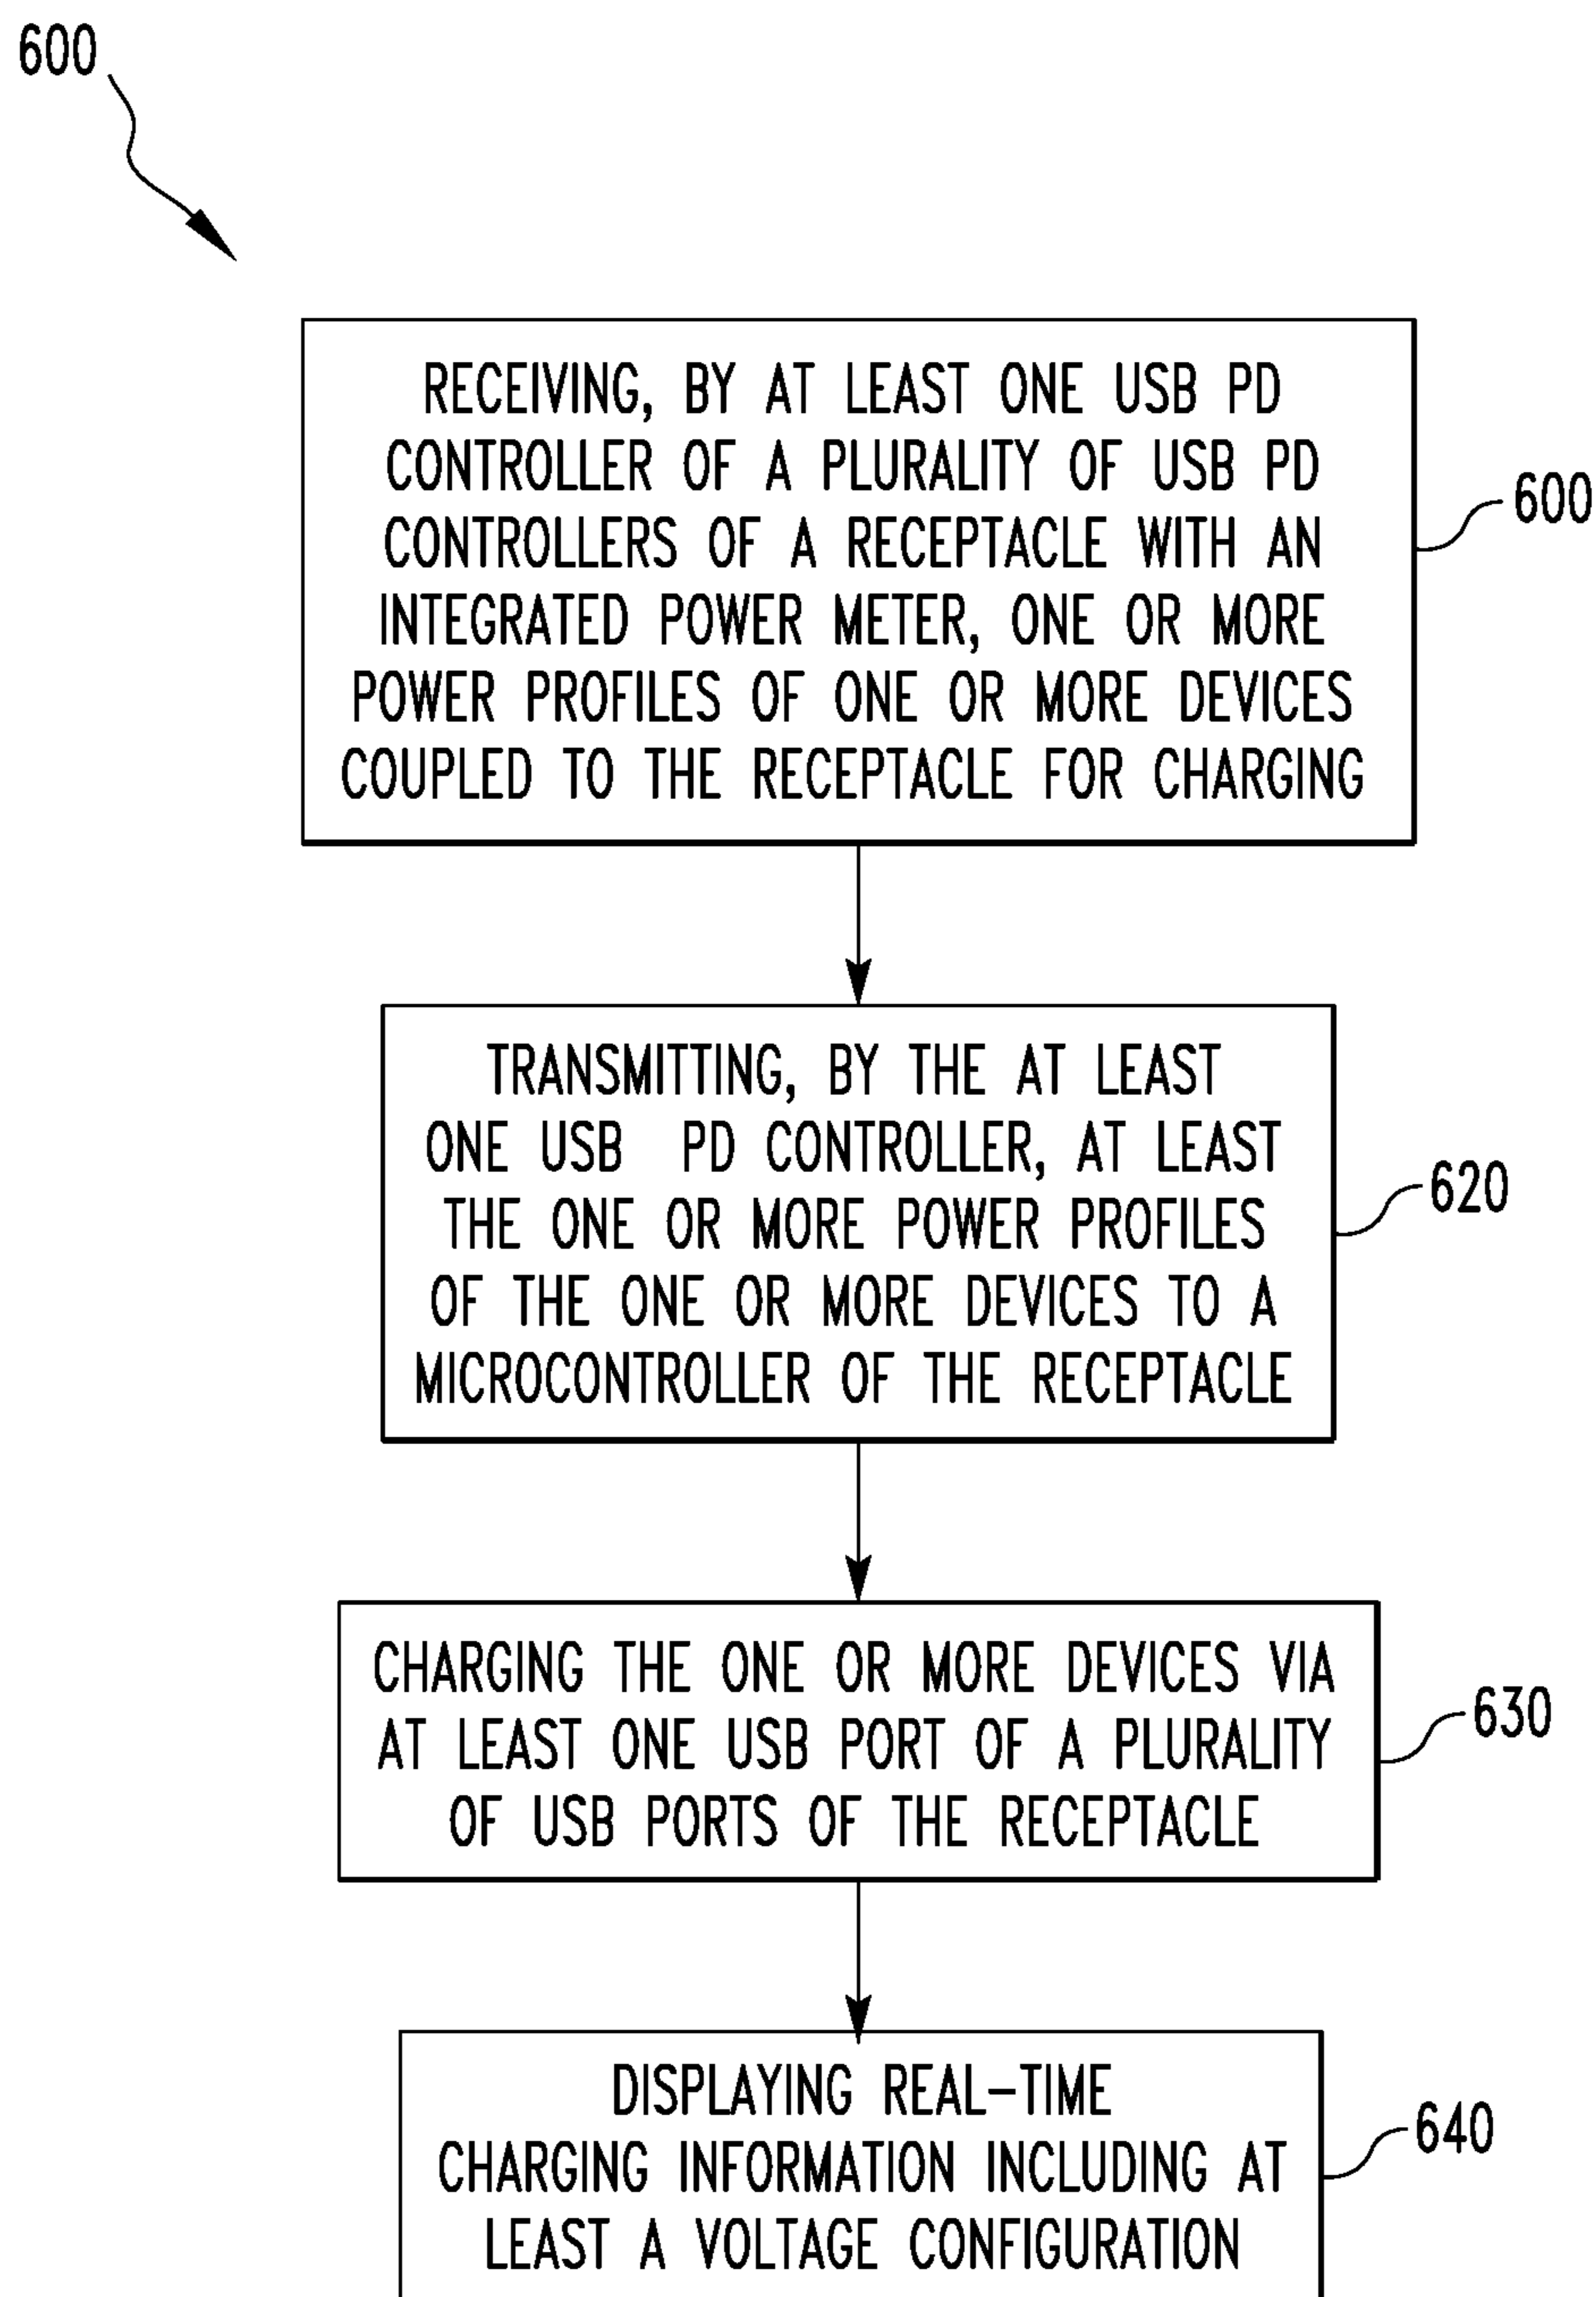 600
RECEIVING, BY AT LEAST ONE USB PD
CONTROLLER OF A PLURALITY OF USB PD
CONTROLLERS OF A RECEPTACLE WITH AN
INTEGRATED POWER METER, ONE OR MORE
POWER PROFILES OF ONE OR MORE DEVICES
COUPLED TO THE RECEPTACLE FOR CHARGING
600
TRANSMITTING, BY THE AT LEAST
ONE USB PD CONTROLLER, AT LEAST
THE ONE OR MORE POWER PROFILES
OF THE ONE OR MORE DEVICES TO A
MICROCONTROLLER OF THE RECEPTACLE
620
CHARGING THE ONE OR MORE DEVICES VIA
AT LEAST ONE USB PORT OF A PLURALITY
OF USB PORTS OF THE RECEPTACLE
630
DISPLAYING REAL-TIME
CHARGING INFORMATION INCLUDING AT
LEAST A VOLTAGE CONFIGURATION
640